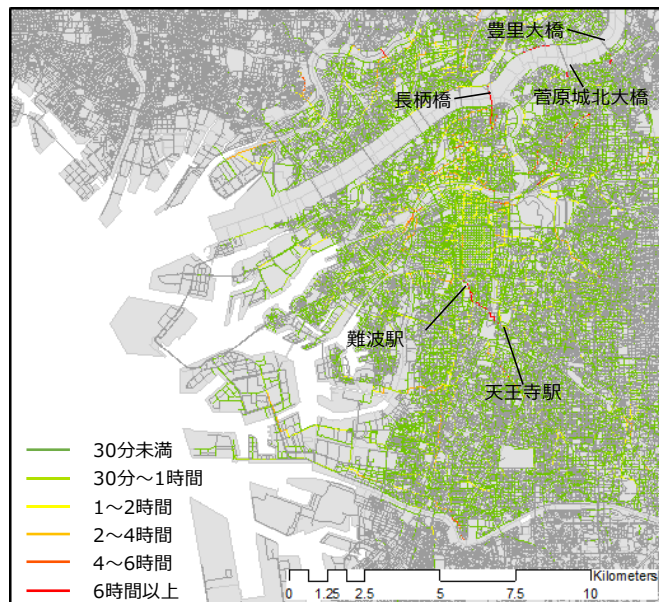 豊里大橋
長柄橋
菅原城北大橋
難波駅
天王寺駅
30分未満
30分～1時間
1～2時間
2～4時間
4～6時間
6時間以上
Kilometers
0 1.25 2.5 5 7.5 10